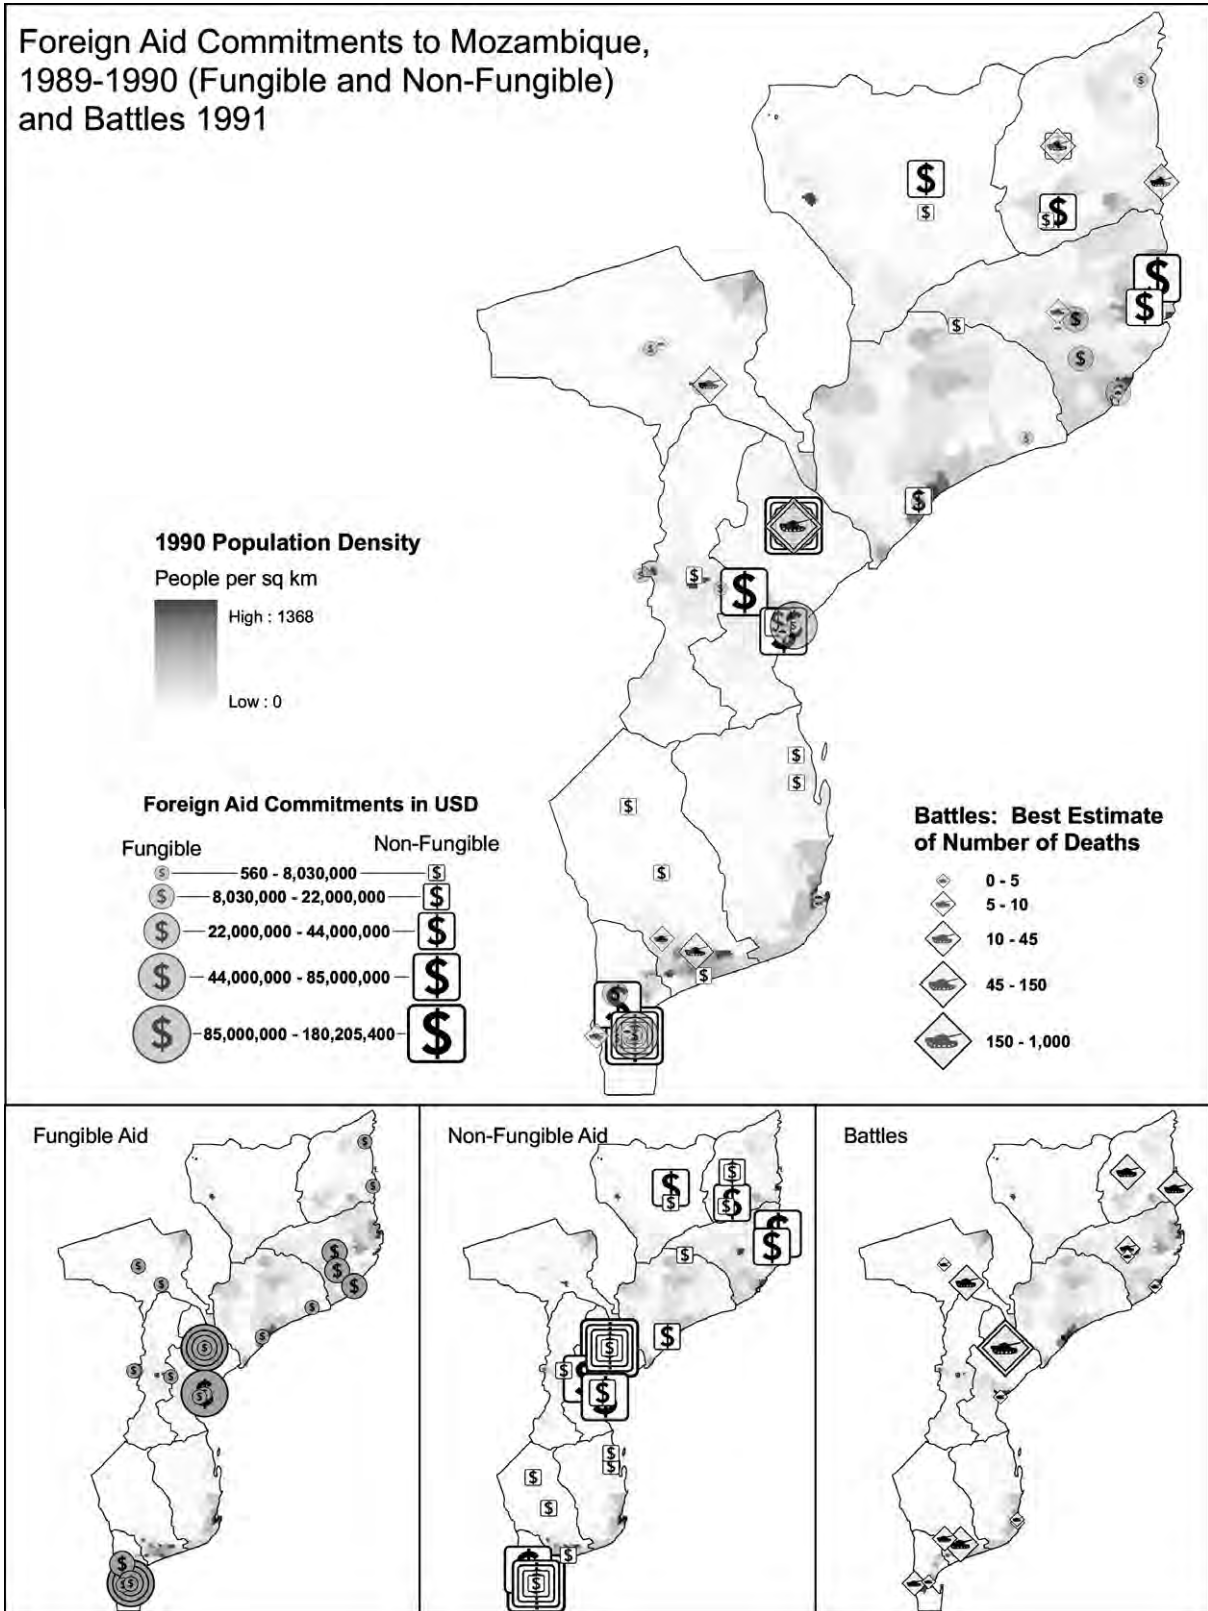 Foreign Aid Commitments to Mozambique,
1989-1990 (Fungible and Non-Fungible)
and Battles 1991
1990 Population Density
People per sq km
High : 1368
Low : 0
Foreign Aid Commitments in USD
Fungible
Non-Fungible
$ 560 - 8,030,000 $
$ 8,030,000 - 22,000,000 $
$ 22,000,000 - 44,000,000 $
$ 44,000,000 - 85,000,000 $
$ 85,000,000 - 180,205,400 $
Battles: Best Estimate
of Number of Deaths
0 - 5
5 - 10
10 - 45
45 - 150
150 - 1,000
Fungible Aid
Non-Fungible Aid
Battles